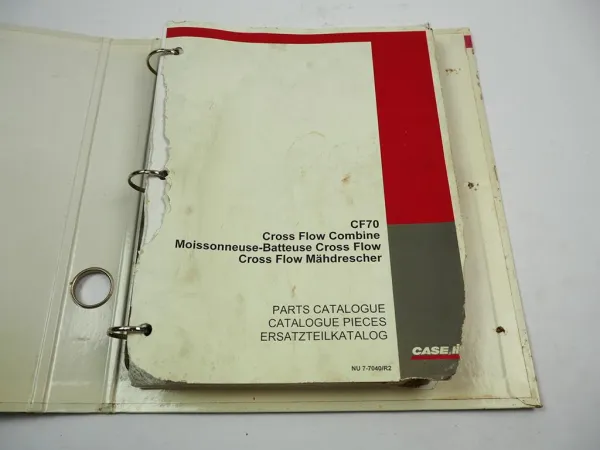 CF70
Cross Flow Combine
Moissonneuse-Batteuse Cross Flow
Cross Flow Mähdrescher
PARTS CATALOGUE
CATALOGUE PIECES
ERSATZTEILKATALOG
NU 7-7040/R2
CASE IH